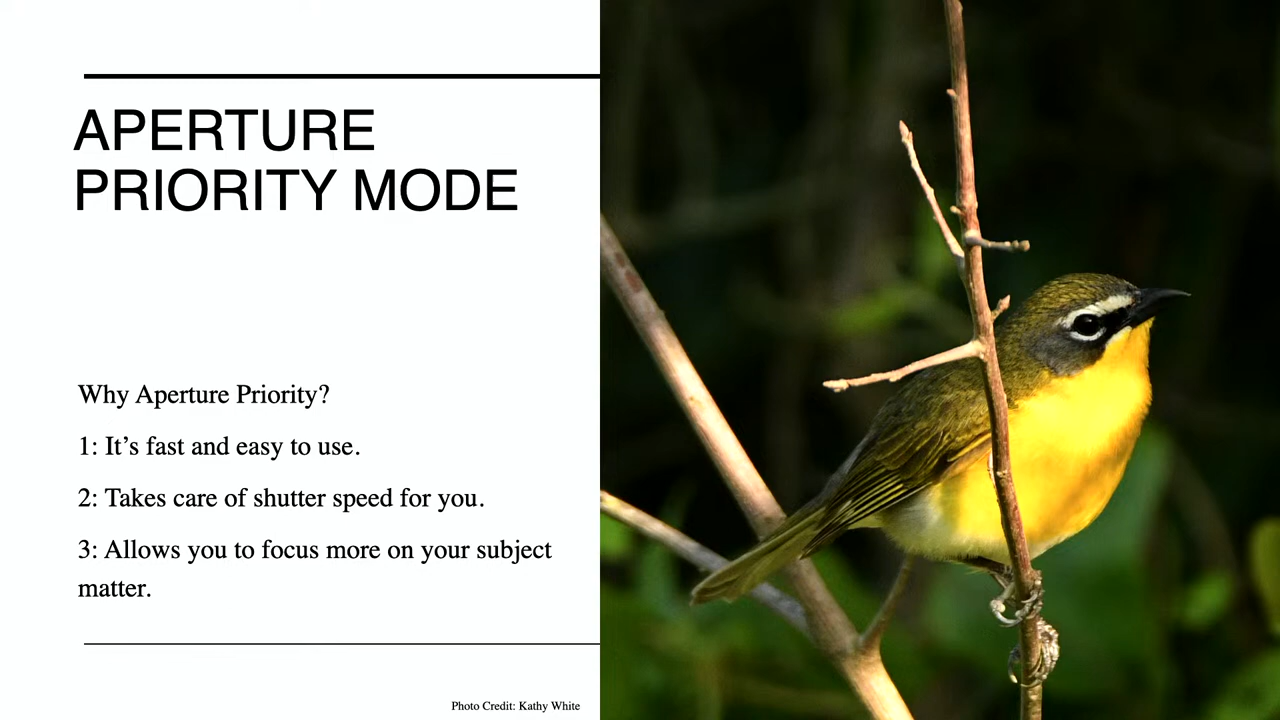 APERTURE
PRIORITY MODE
Why Aperture Priority?
1: It’s fast and easy to use.
2: Takes care of shutter speed for you.
3: Allows you to focus more on your subject
matter.
Photo Credit: Kathy White